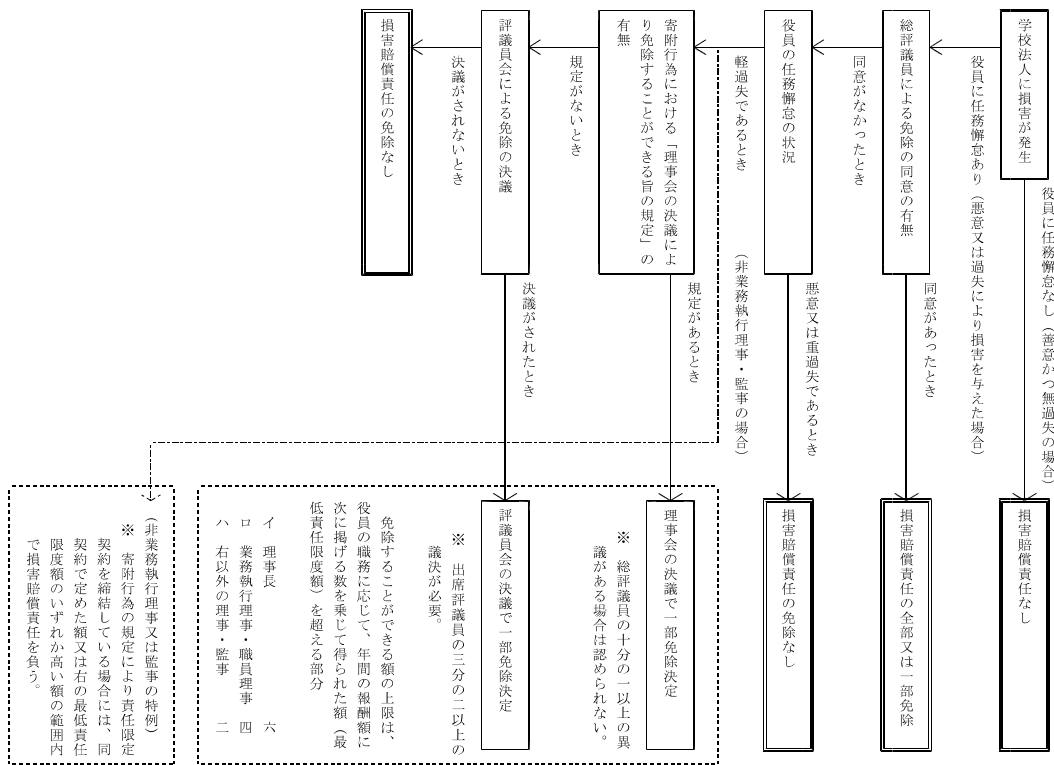 学校法人に損害が発生
役員に任務懈怠なし（善意かつ無過失の場合）
損害賠償責任なし
役員に任務懈怠あり（悪意又は過失により損害を与えた場合）
総評議員による免除の同意の有無
同意があったとき
損害賠償責任の全部又は一部免除
同意がなかったとき
役員の任務懈怠の状況
悪意又は重過失であるとき
損害賠償責任の免除なし
軽過失であるとき
（非業務執行理事・監事の場合）
寄附行為における「理事会の決議によ
り免除することができる旨の規定」の
有無
規定があるとき
理事会の決議で一部免除決定
※　総評議員の十分の一以上の異
議がある場合は認められない。
規定がないとき
評議員会による免除の決議
決議がされたとき
評議員会の決議で一部免除決定
※　出席評議員の三分の二以上の
議決が必要。
免除することができる額の上限は、
役員の職務に応じて、年間の報酬額に
次に掲げる数を乗じて得られた額（最
低責任限度額）を超える部分
イ　理事長　六
ロ　業務執行理事・職員理事　四
ハ　右以外の理事・監事　二
決議がされないとき
損害賠償責任の免除なし
（非業務執行理事又は監事の特例）
※　寄附行為の規定により責任限定
契約を締結している場合には、同
契約で定めた額又は右の最低責任
限度額のいずれか高い額の範囲内
で損害賠償責任を負う。